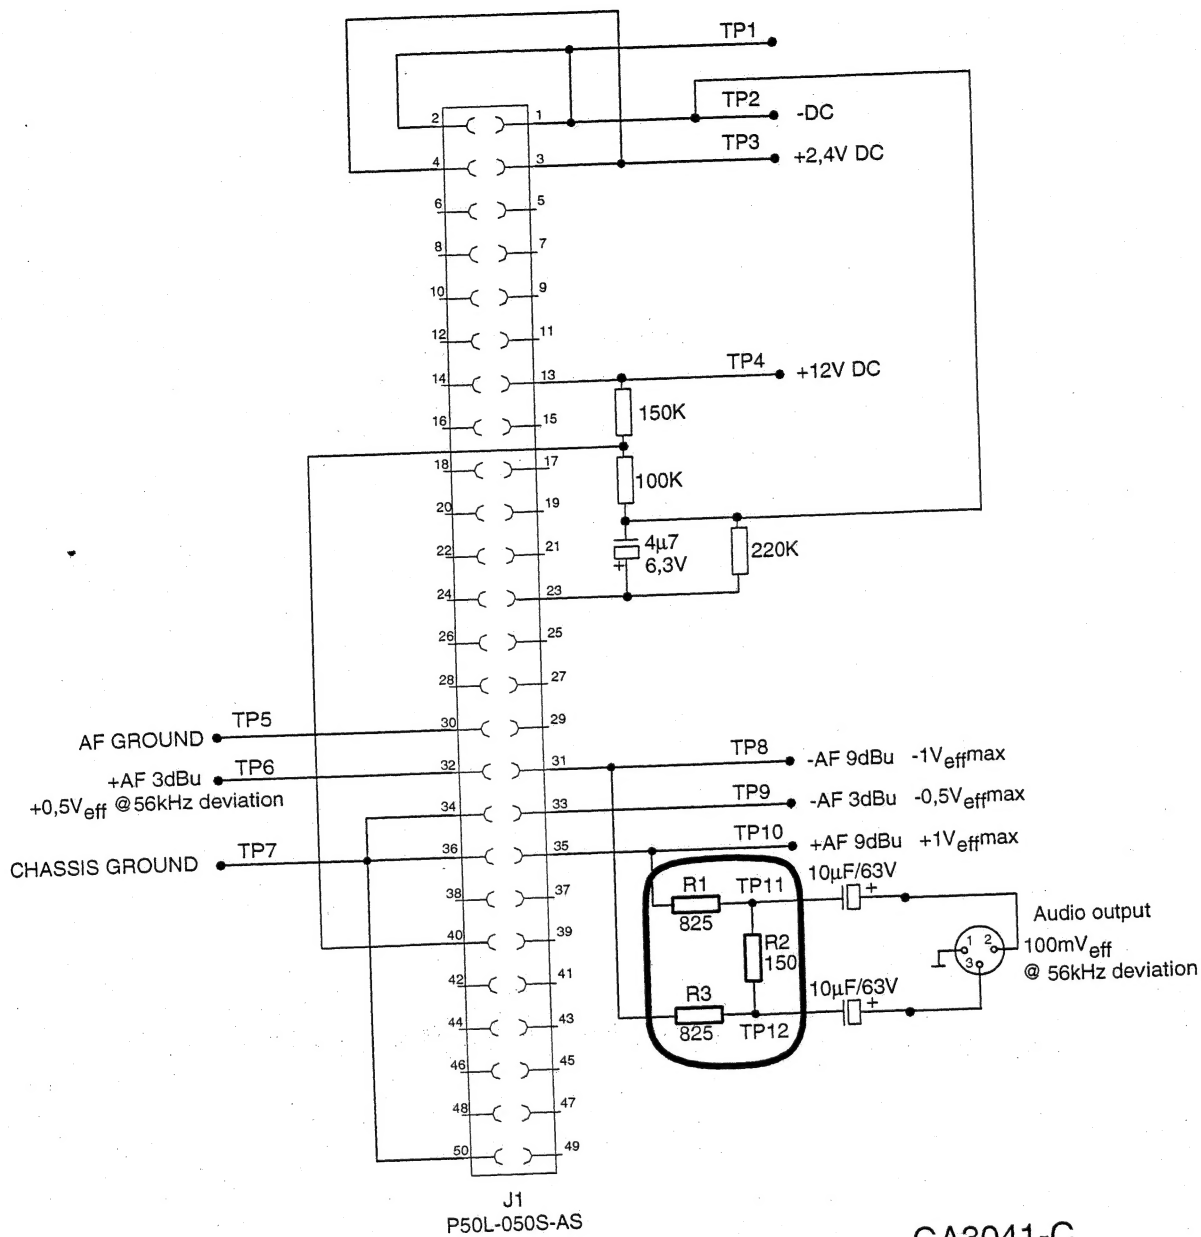 TP1
TP2 -DC
TP3 +2,4V DC
2 1
4 3
6 5
8 7
10 9
12 11
14 13
16 15
18 17
20 19
22 21
24 23
26 25
28 27
30 29
32 31
34 33
36 35
38 37
40 39
42 41
44 43
46 45
48 47
50 49
TP4 +12V DC
150K
100K
4µ7
6,3V
+
220K
AF GROUND TP5
+AF 3dBu TP6
+0,5Veff @56kHz deviation
CHASSIS GROUND TP7
TP8 -AF 9dBu -1Veffmax
TP9 -AF 3dBu -0,5Veffmax
TP10 +AF 9dBu +1Veffmax
R1
825
TP11
10µF/63V
+
R2
150
R3
825
TP12
10µF/63V
+
1 2
3
Audio output
100mVeff
@ 56kHz deviation
J1
P50L-050S-AS